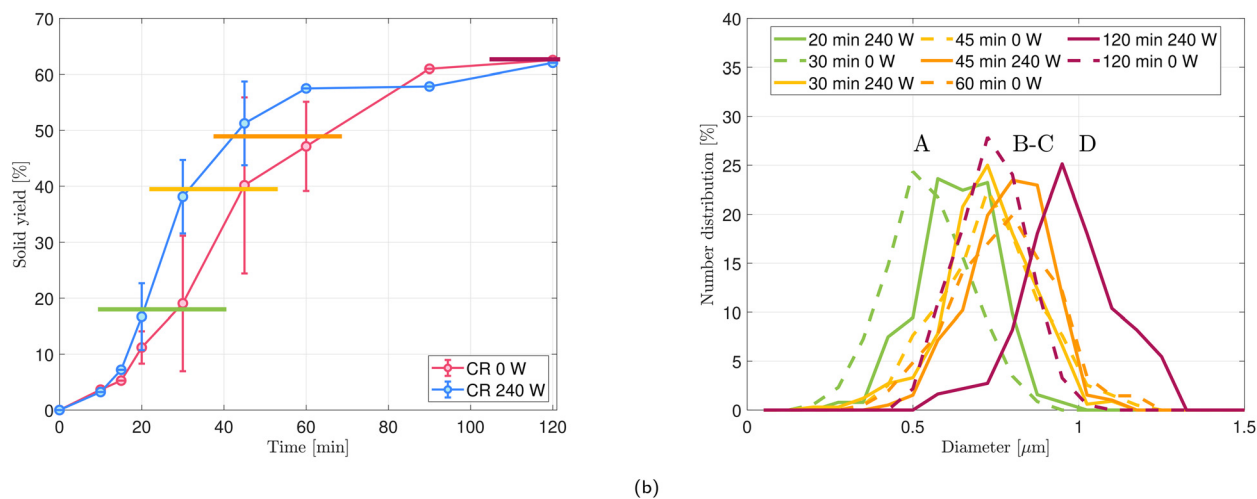 70
60
50
40
30
20
10
0
Solid yield [%]
0 20 40 60 80 100 120
Time [min]
CR 0 W
CR 240 W
40
35
30
25
20
15
10
5
0
Number distribution [%]
20 min 240 W 45 min 0 W 120 min 240 W
30 min 0 W 45 min 240 W 120 min 0 W
30 min 240 W 60 min 0 W
A B-C D
0 0.5 1 1.5
Diameter [μm]
(b)